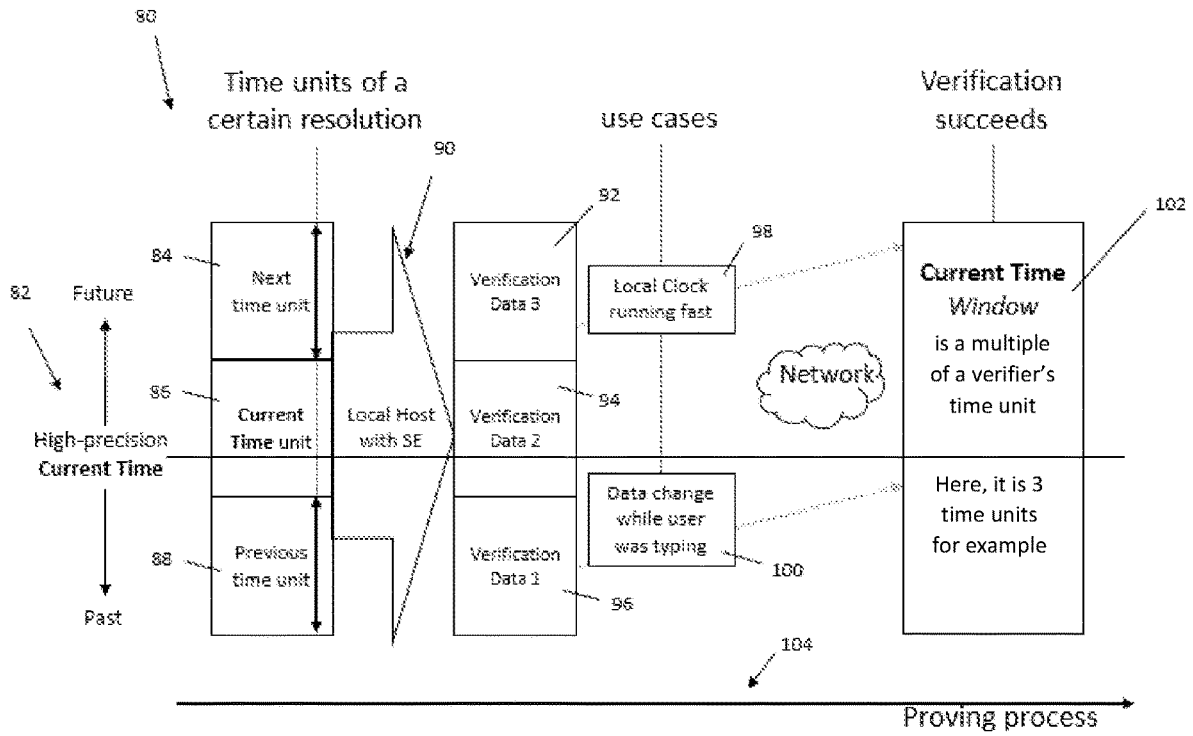 80
Time units of a
certain resolution
use cases
Verification
succeeds
90
92
98
102
84
Next
time unit
Verification
Data 3
Local Clock
running fast
Current Time
Window
is a multiple
of a verifier's
time unit
82
Future
86
Current
Time unit
Local Host
with SE
Verification
Data 2
94
Network
High-precision
Current Time
Data change
while user
was typing
Here, it is 3
time units
for example
88
Previous
time unit
Verification
Data 1
96
100
Past
104
Proving process